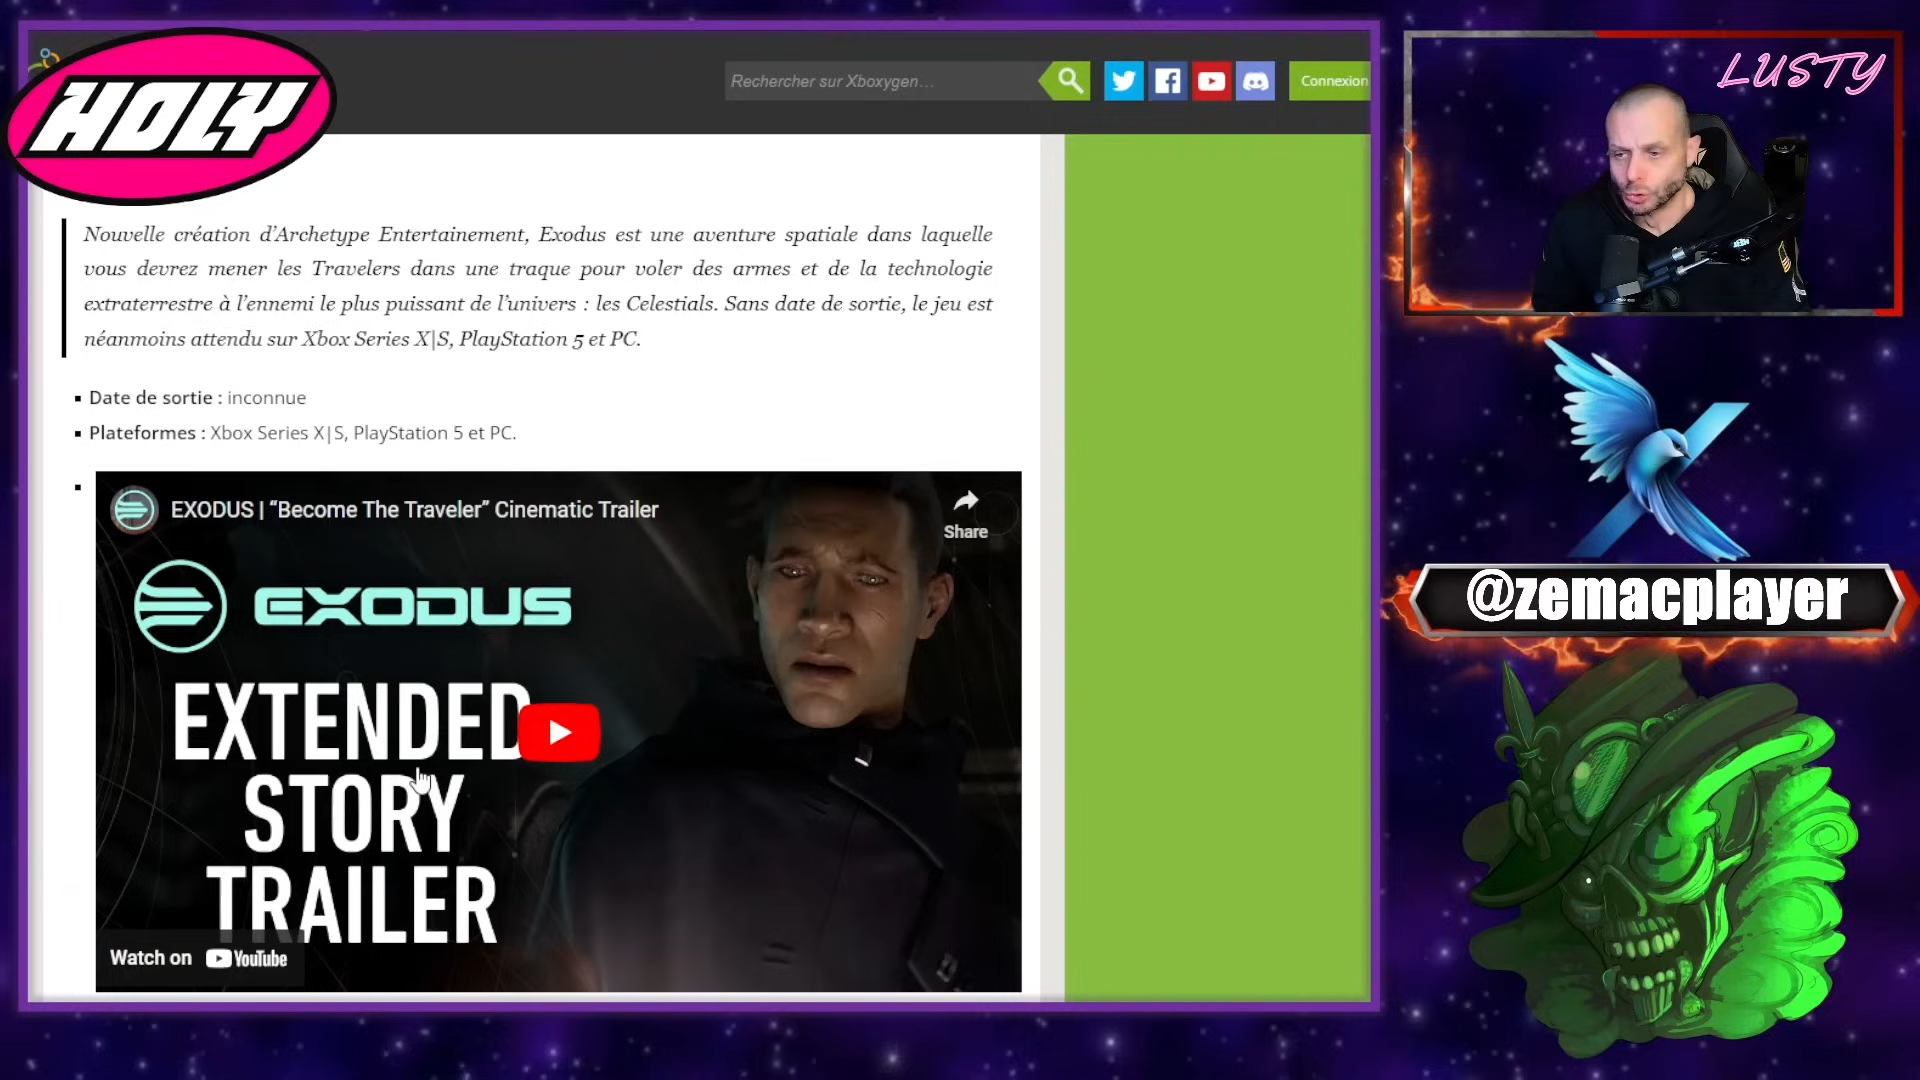 HOLY
Rechercher sur Xboxygen…
Connexion
LUSTY
Nouvelle création d’Archetype Entertainement, Exodus est une aventure spatiale dans laquelle
vous devrez mener les Travelers dans une traque pour voler des armes et de la technologie
extraterrestre à l’ennemi le plus puissant de l’univers : les Celestials. Sans date de sortie, le jeu est
néanmoins attendu sur Xbox Series X|S, PlayStation 5 et PC.
Date de sortie : inconnue
Plateformes : Xbox Series X|S, PlayStation 5 et PC.
EXODUS | “Become The Traveler” Cinematic Trailer
Share
EXODUS
EXTENDED
STORY
TRAILER
Watch on YouTube
@zemacplayer